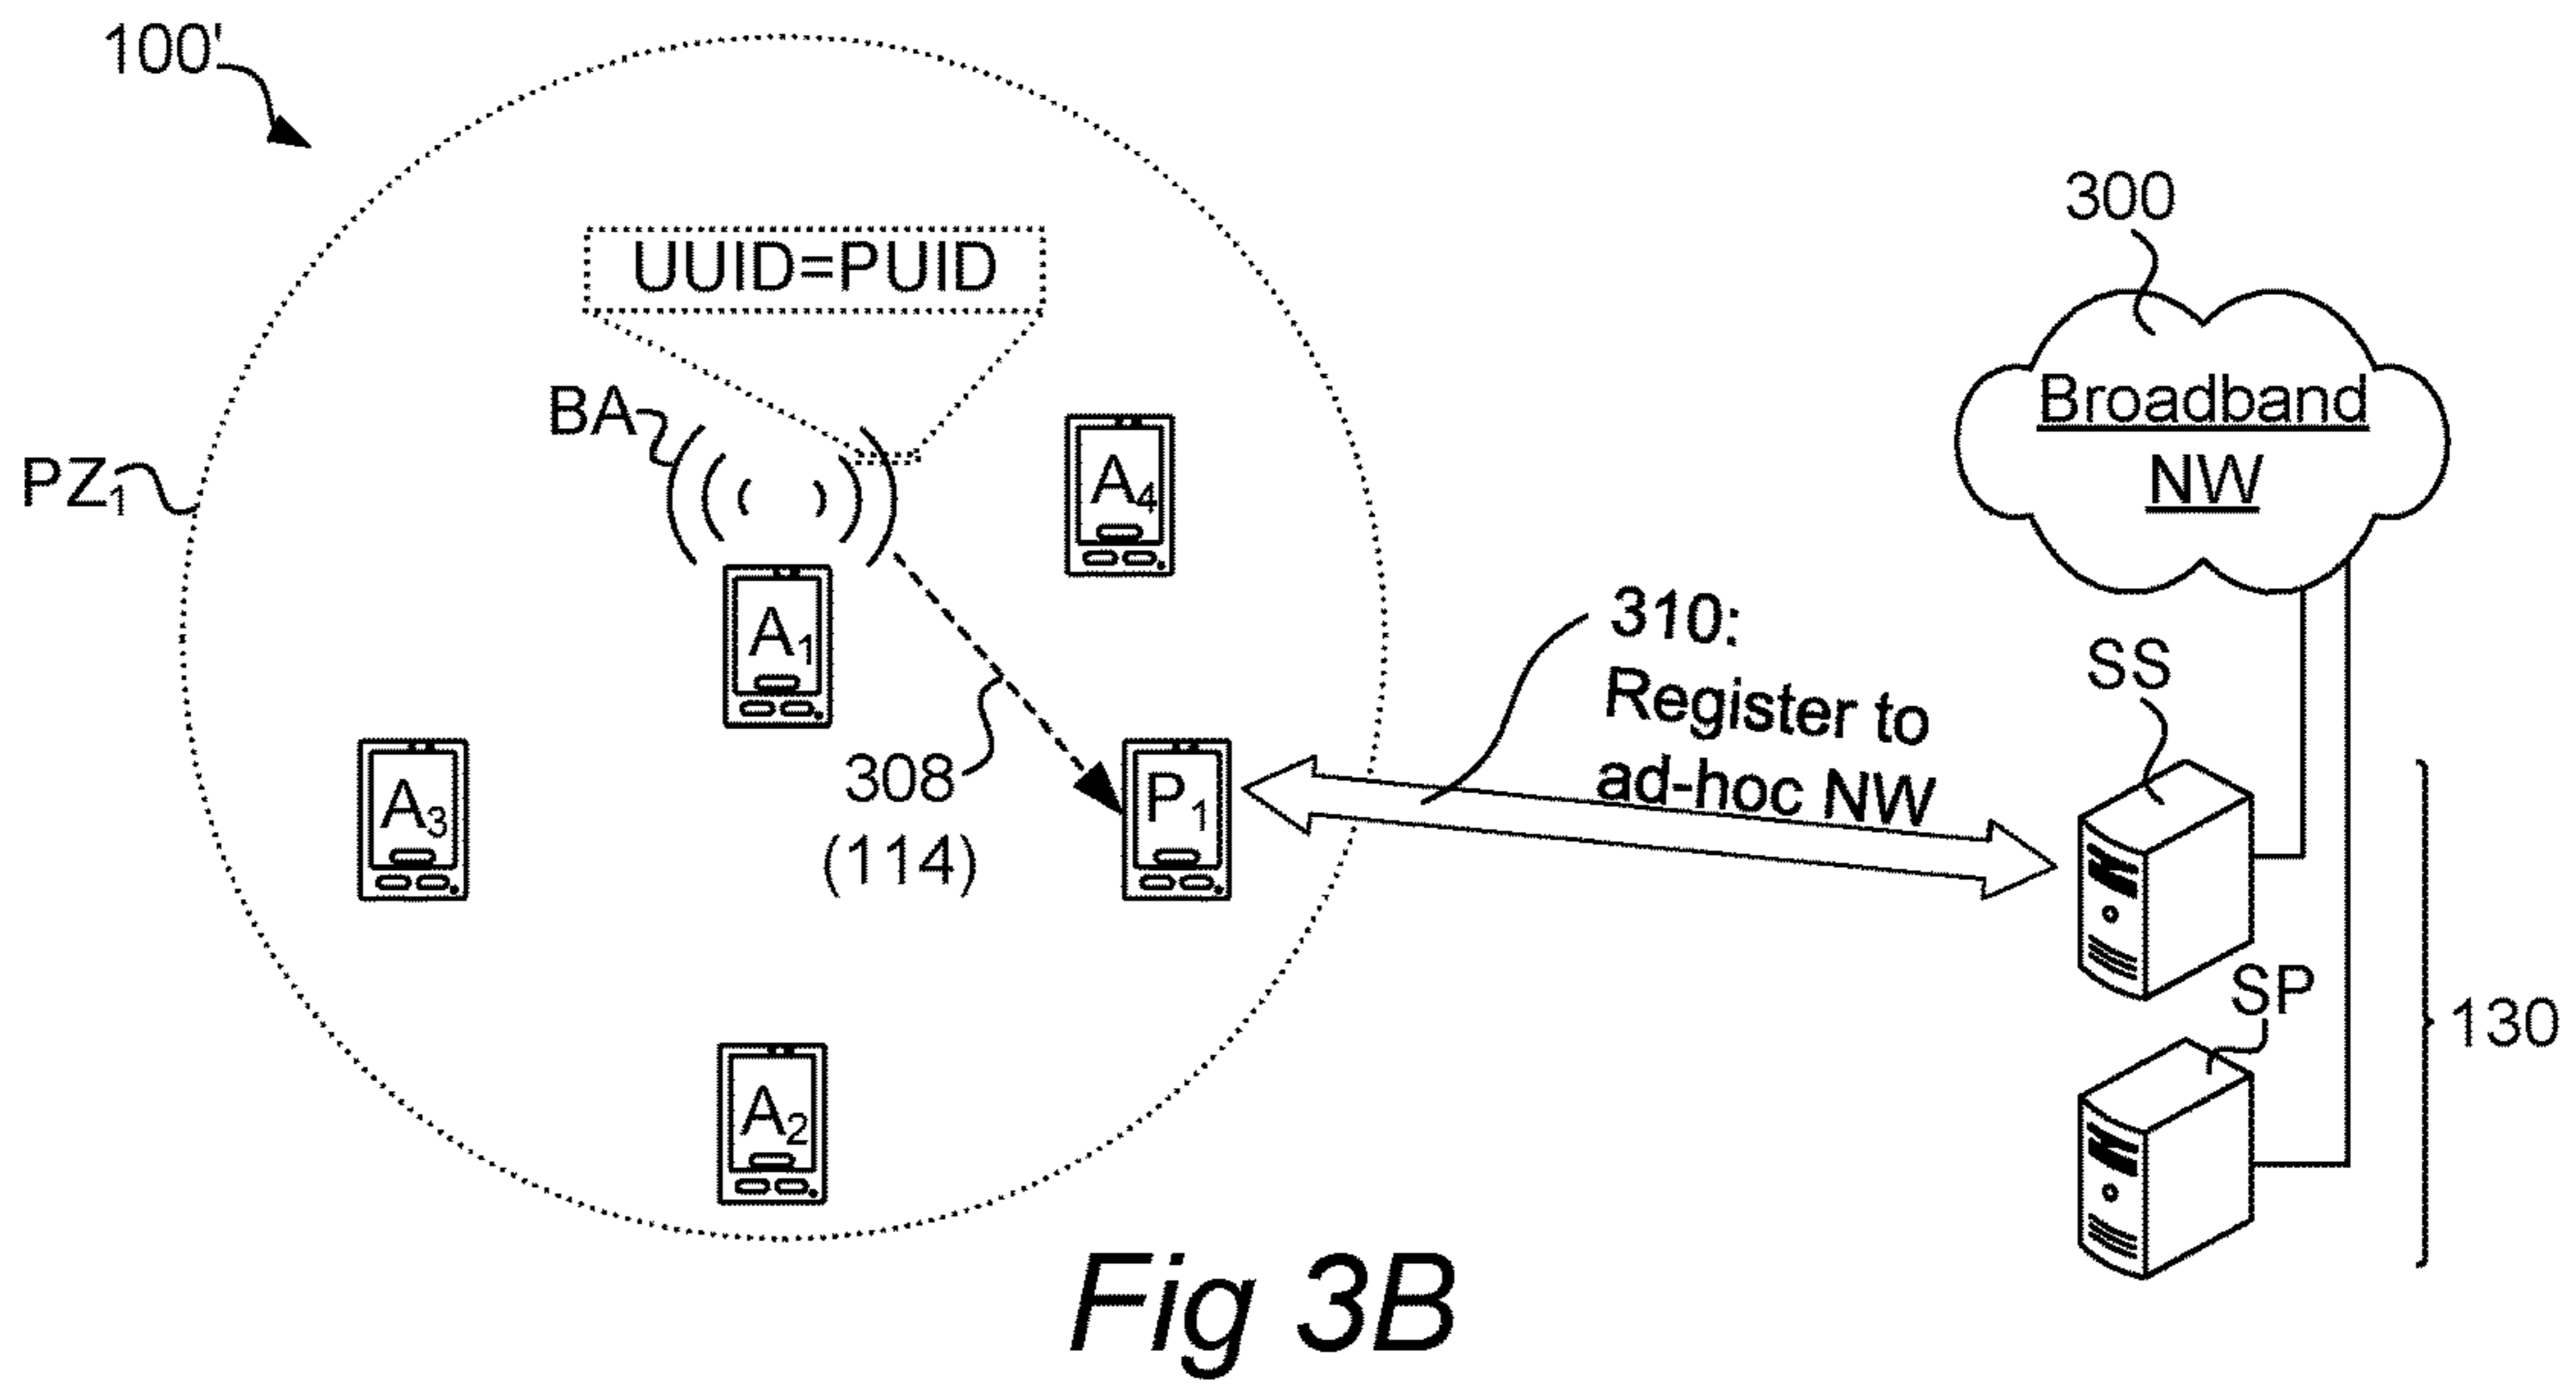 100'
300
UUID=PUID
BA
Broadband
NW
PZ1
A4
A1
310:
Register to
ad-hoc NW
SS
308
(114)
A3
P1
SP
130
A2
Fig 3B